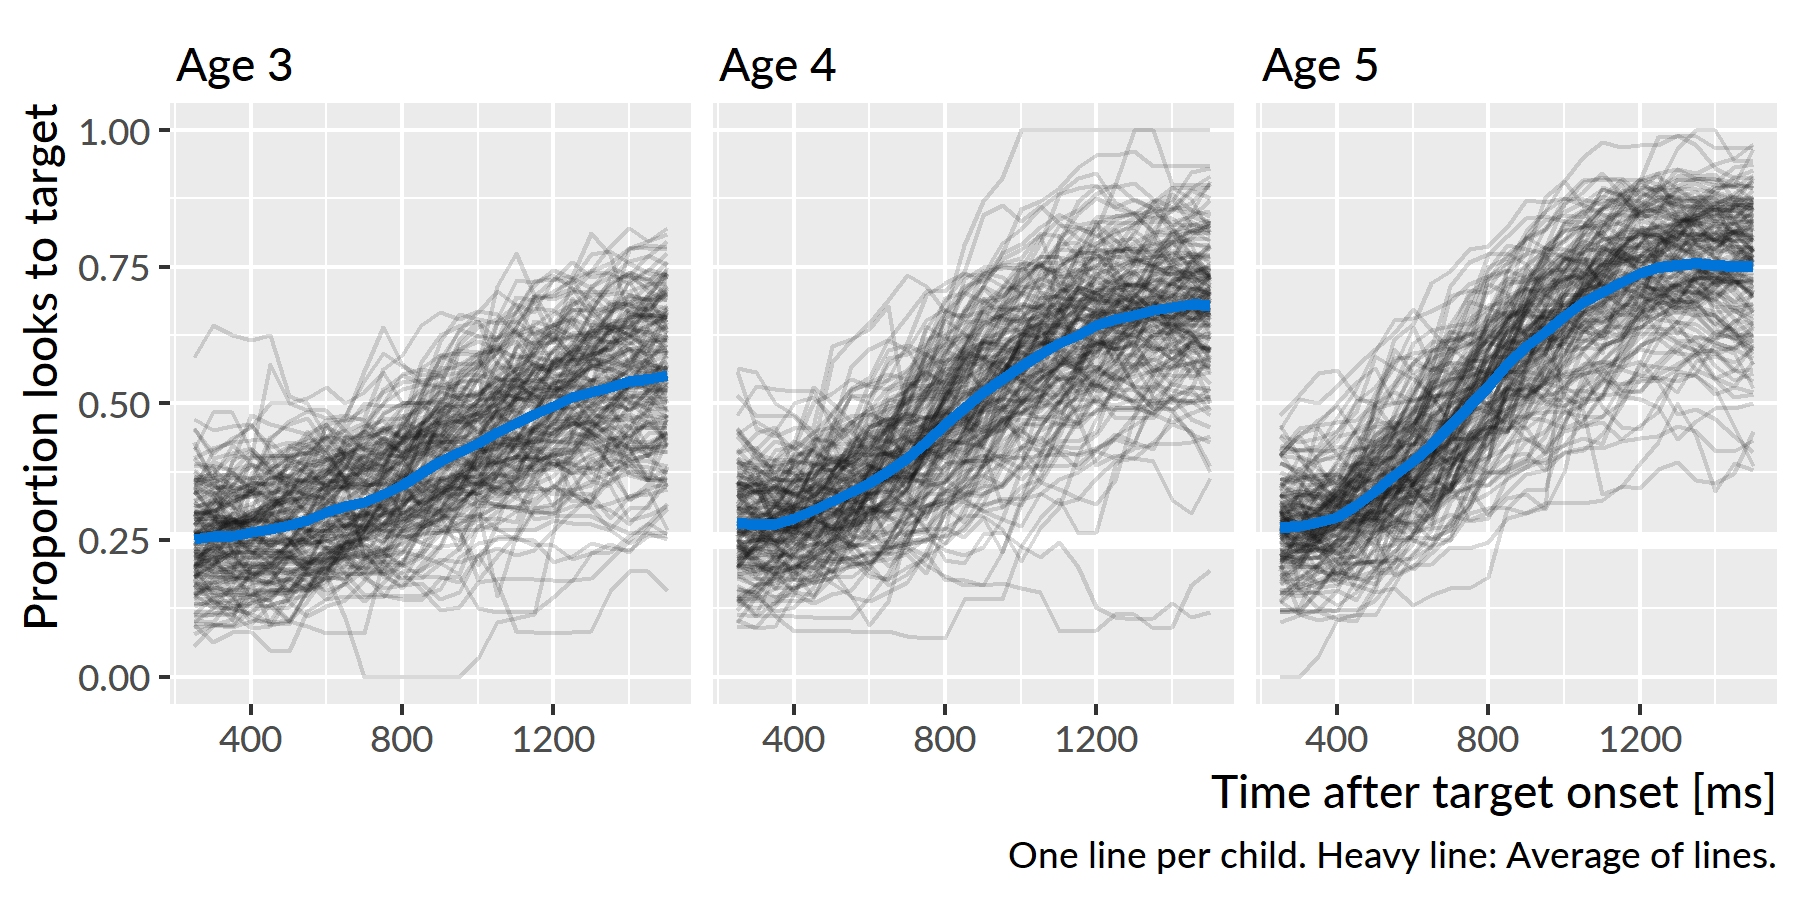 Age 3
Age 4
Age 5
Proportion looks to target
1.00
0.75
0.50
0.25
0.00
400 800 1200
400 800 1200
400 800 1200
Time after target onset [ms]
One line per child. Heavy line: Average of lines.